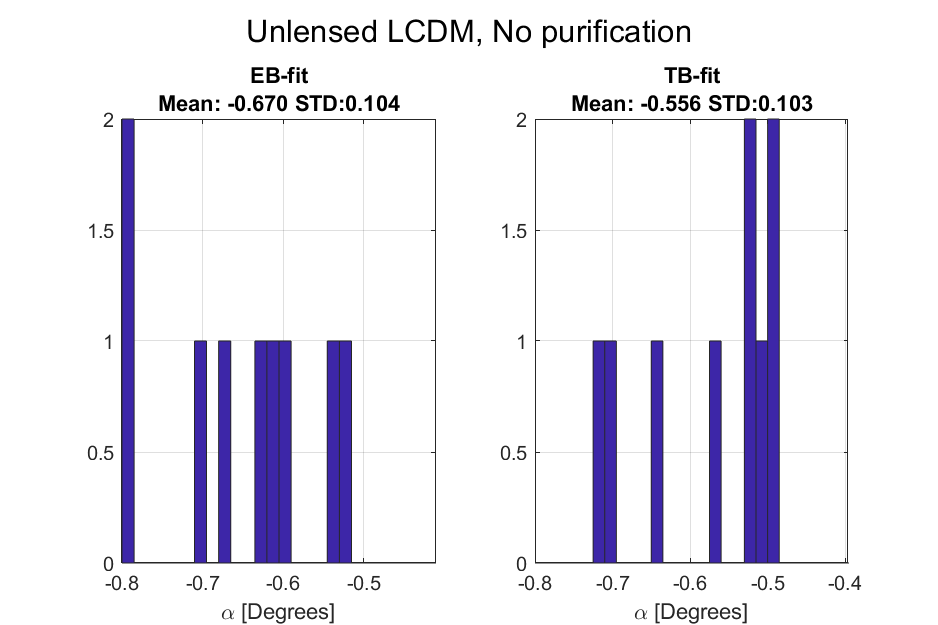 Unlensed LCDM, No purification
EB-fit
Mean: -0.670 STD:0.104
2
1.5
1
0.5
0
-0.8
-0.7
-0.6
-0.5
α [Degrees]
TB-fit
Mean: -0.556 STD:0.103
2
1.5
1
0.5
0
-0.8
-0.7
-0.6
-0.5
-0.4
α [Degrees]